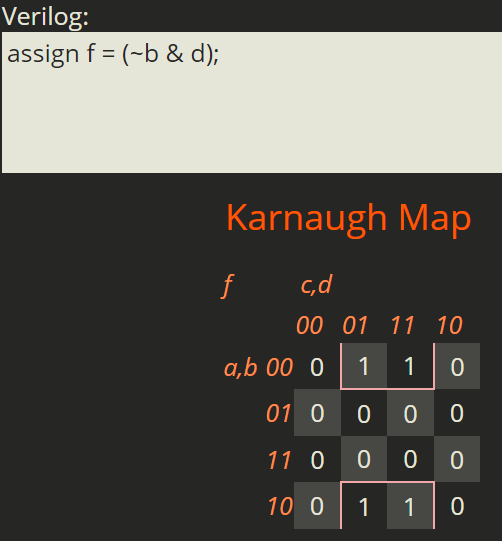 Verilog:
assign f = (~b & d);
Karnaugh Map
f c,d
00 01 11 10
a,b 00 0 1 1 0
01 0 0 0 0
11 0 0 0 0
10 0 1 1 0